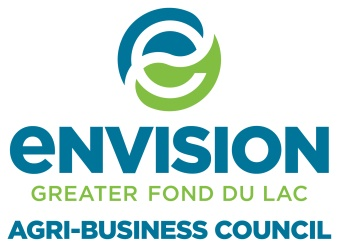 eNVISION
GREATER FOND DU LAC
AGRI-BUSINESS COUNCIL